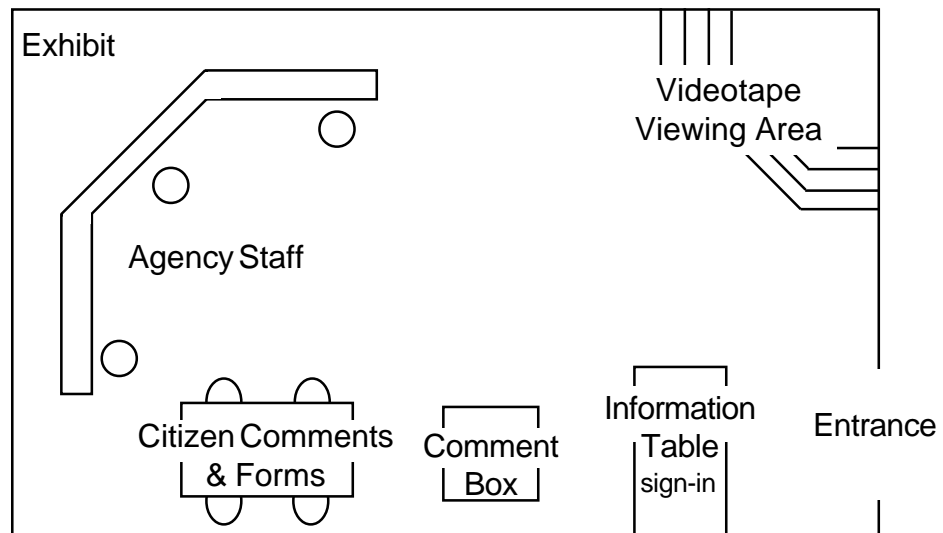 Exhibit
Videotape
Viewing Area
Agency Staff
Citizen Comments
& Forms
Comment
Box
Information
Table
sign-in
Entrance